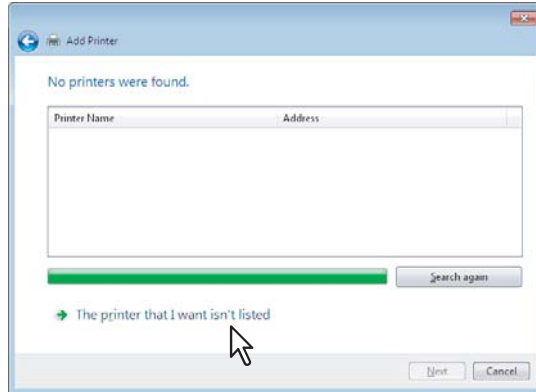 Add Printer
No printers were found.
Printer Name Address
Search again
The printer that I want isn't listed
Next Cancel